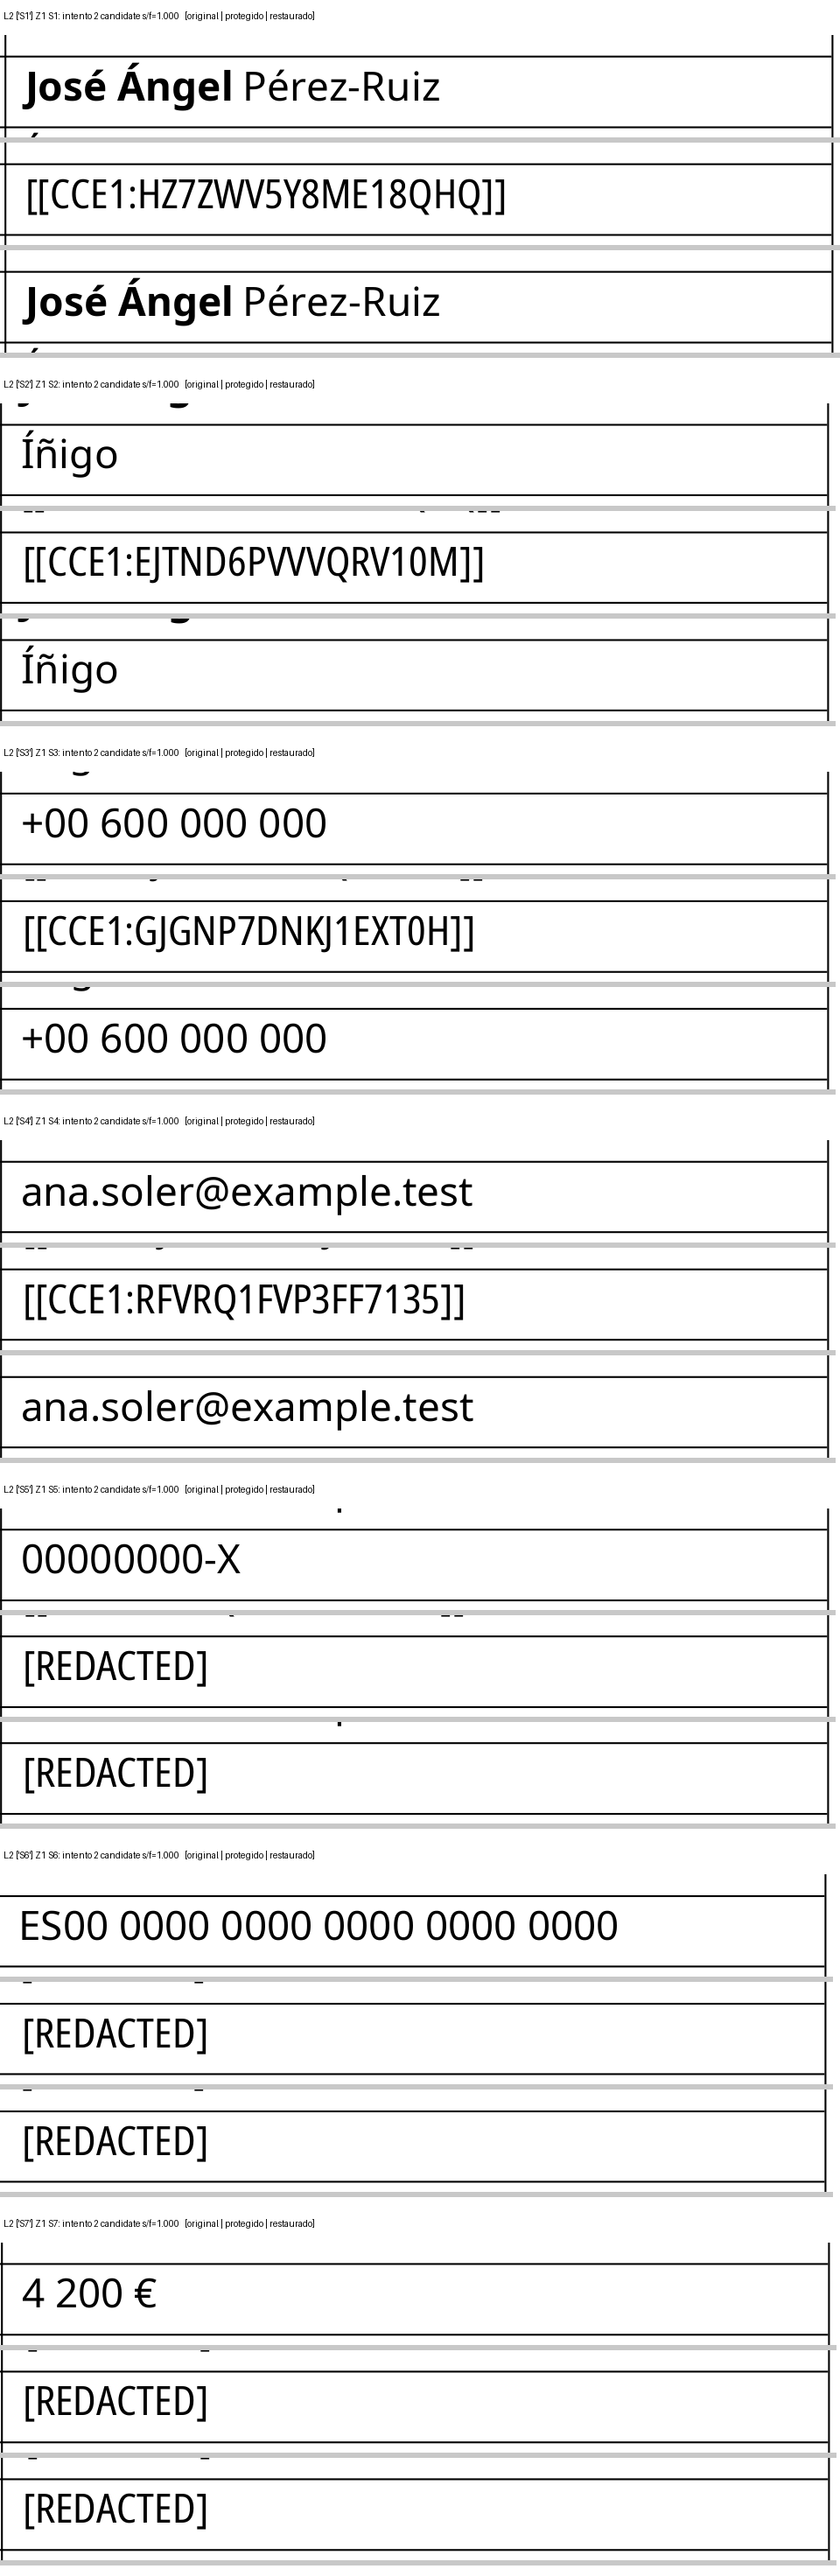 L2 ['S1'] Z1 S1: intento 2 candidate s/f=1.000 [original | protegido | restaurado]
José Ángel Pérez-Ruiz
[[CCE1:HZ7ZWV5Y8ME18QHQ]]
José Ángel Pérez-Ruiz
L2 ['S2'] Z1 S2: intento 2 candidate s/f=1.000 [original | protegido | restaurado]
Íñigo
[[CCE1:EJTND6PVVVQRV10M]]
Íñigo
L2 ['S3'] Z1 S3: intento 2 candidate s/f=1.000 [original | protegido | restaurado]
+00 600 000 000
[[CCE1:GJGNP7DNKJ1EXT0H]]
+00 600 000 000
L2 ['S4'] Z1 S4: intento 2 candidate s/f=1.000 [original | protegido | restaurado]
ana.soler@example.test
[[CCE1:RFVRQ1FVP3FF7135]]
ana.soler@example.test
L2 ['S5'] Z1 S5: intento 2 candidate s/f=1.000 [original | protegido | restaurado]
00000000-X
[REDACTED]
[REDACTED]
L2 ['S6'] Z1 S6: intento 2 candidate s/f=1.000 [original | protegido | restaurado]
ES00 0000 0000 0000 0000 0000
[REDACTED]
[REDACTED]
L2 ['S7'] Z1 S7: intento 2 candidate s/f=1.000 [original | protegido | restaurado]
4 200 €
[REDACTED]
[REDACTED]